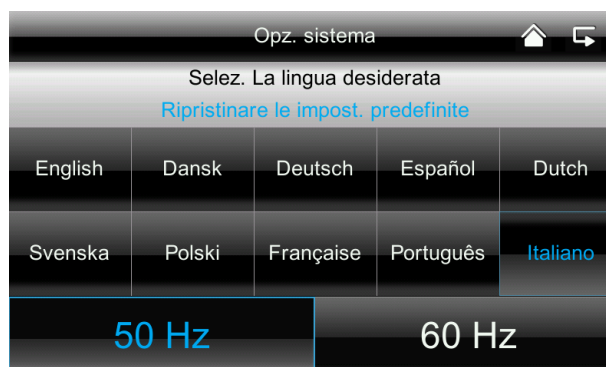 Opz. sistema
Selez. La lingua desiderata
Ripristinare le impost. predefinite
English Dansk Deutsch Español Dutch
Svenska Polski Française Português Italiano
50 Hz 60 Hz